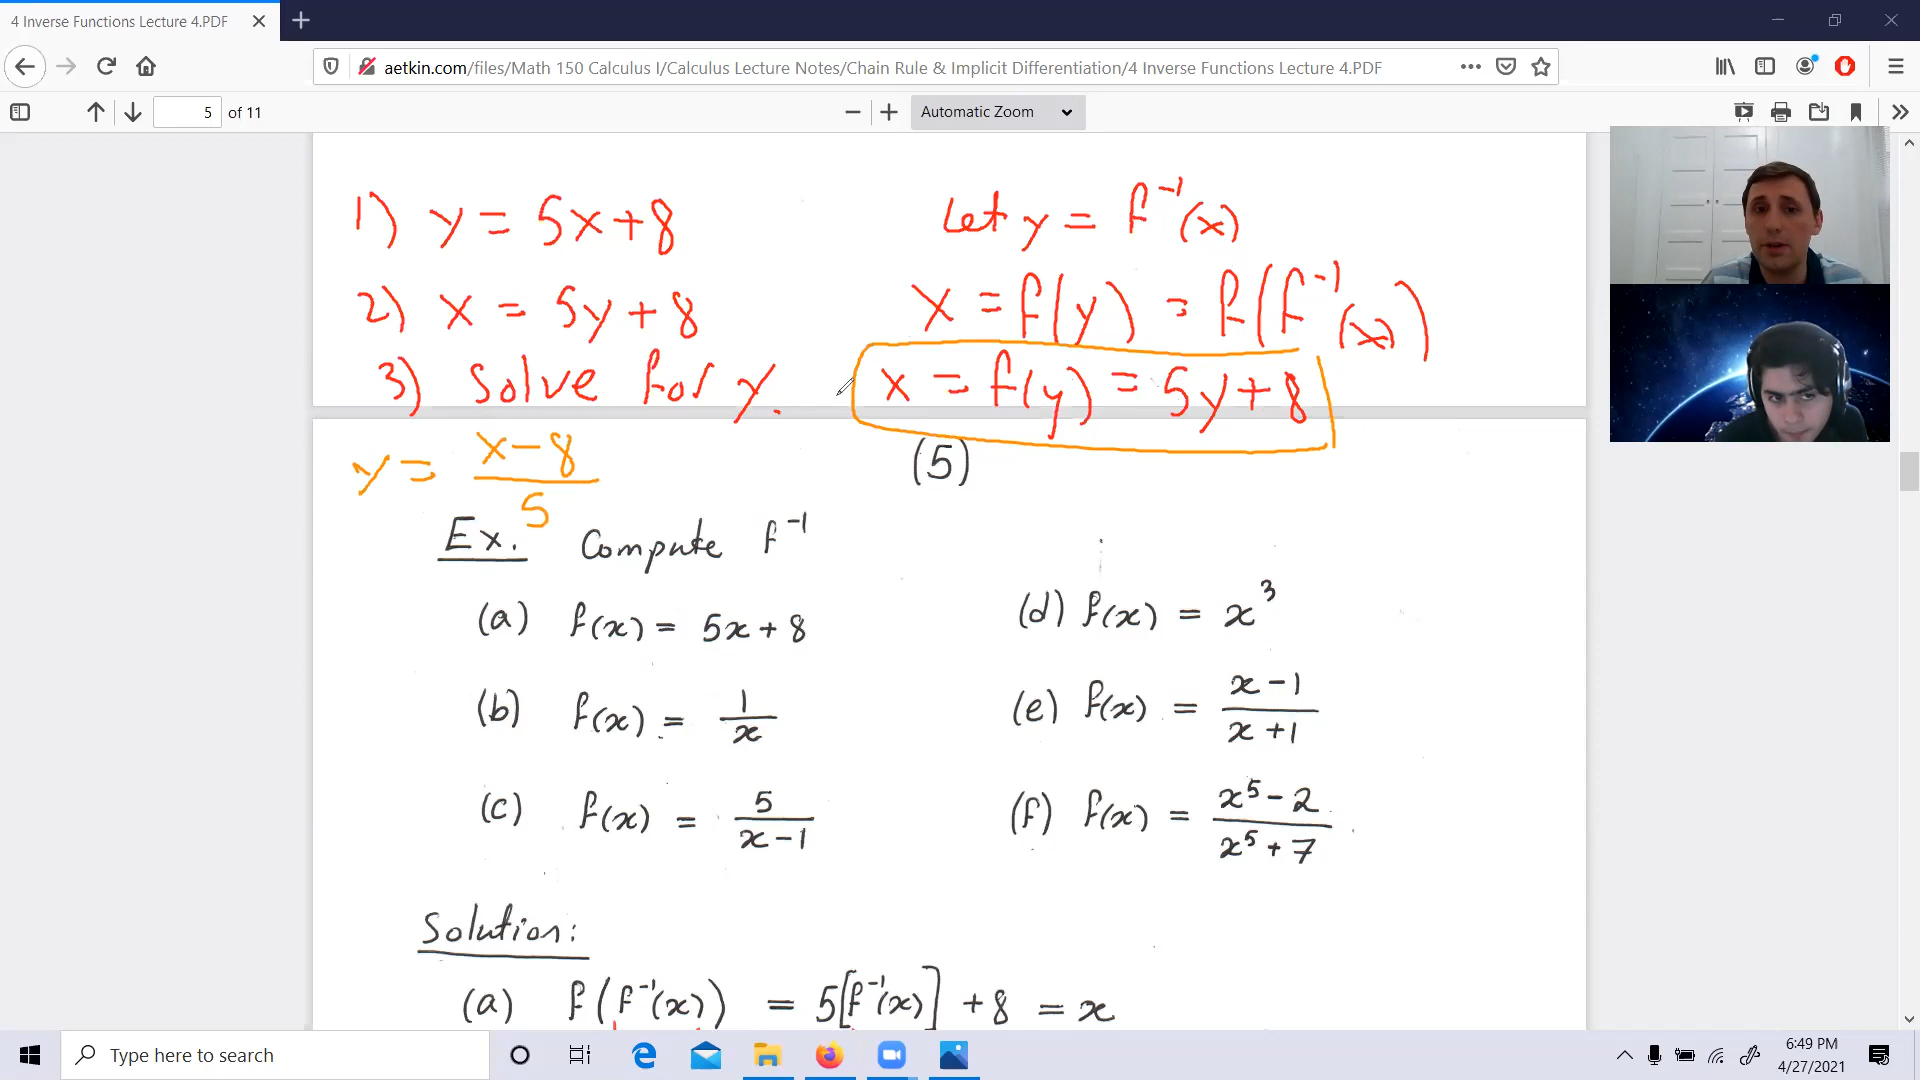 4 Inverse Functions Lecture 4.PDF
aetkin.com/files/Math 150 Calculus I/Calculus Lecture Notes/Chain Rule & Implicit Differentiation/4 Inverse Functions Lecture 4.PDF
5 of 11
Automatic Zoom
1) y = 5x+8
Let y = f⁻¹(x)
2) x = 5y+8
x = f(y) = f(f⁻¹(x))
3) Solve for y.
x = f(y) = 5y+8
y = (x-8)/5
(5)
Ex. Compute f⁻¹
(a) f(x) = 5x+8
(d) f(x) = x³
(b) f(x) = 1/x
(e) f(x) = (x-1)/(x+1)
(c) f(x) = 5/(x-1)
(f) f(x) = (x⁵-2)/(x⁵+7)
Solution:
(a) f(f⁻¹(x)) = 5[f⁻¹(x)] +8 = x
Type here to search
6:49 PM
4/27/2021